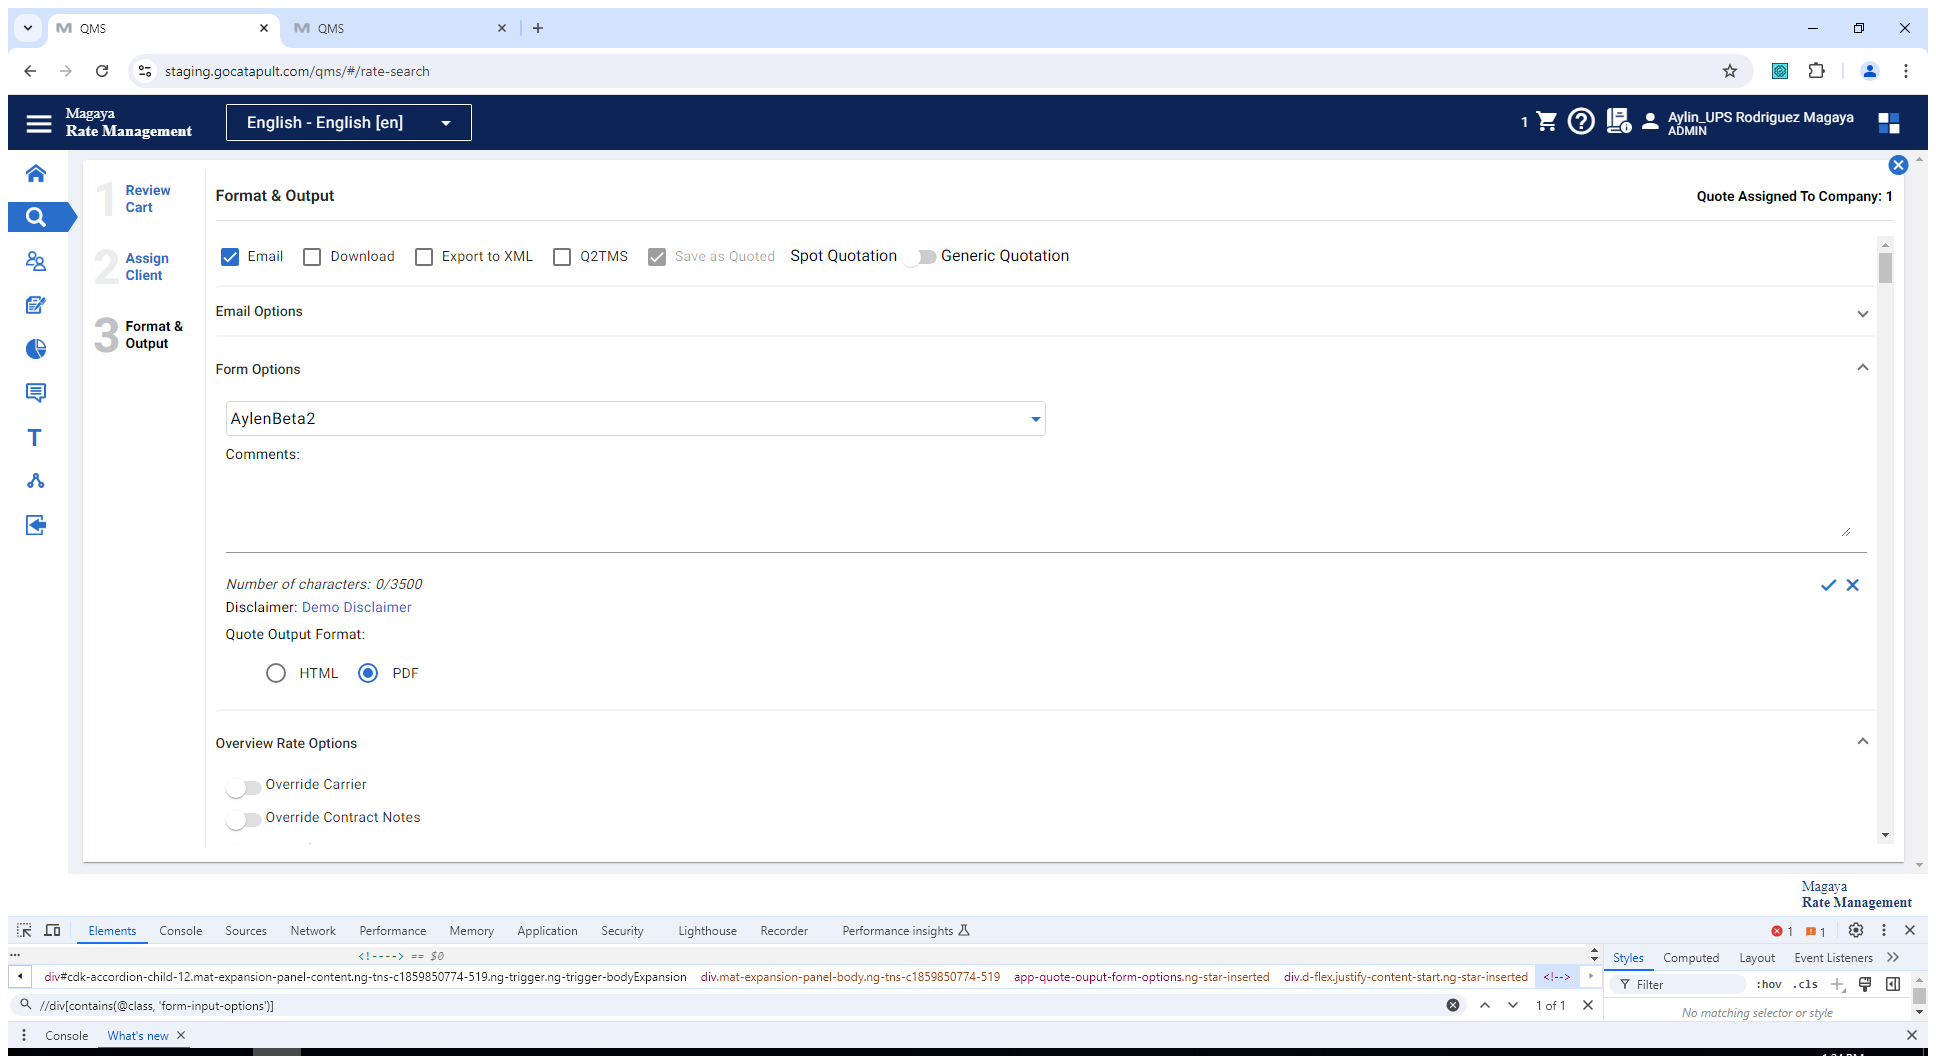 QMS
QMS
staging.gocatapult.com/qms/#/rate-search
Magaya
Rate Management
English - English [en]
1
Aylin_UPS Rodriguez Magaya
ADMIN
1 Review Cart
2 Assign Client
3 Format & Output
Format & Output
Quote Assigned To Company: 1
Email
Download
Export to XML
Q2TMS
Save as Quoted
Spot Quotation
Generic Quotation
Email Options
Form Options
AylenBeta2
Comments:
Number of characters: 0/3500
Disclaimer: Demo Disclaimer
Quote Output Format:
HTML
PDF
Overview Rate Options
Override Carrier
Override Contract Notes
T
Magaya
Rate Management
Elements Console Sources Network Performance Memory Application Security Lighthouse Recorder Performance insights
1 1
... <!----> == $0
div#cdk-accordion-child-12.mat-expansion-panel-content.ng-tns-c1859850774-519.ng-trigger.ng-trigger-bodyExpansion div.mat-expansion-panel-body.ng-tns-c1859850774-519 app-quote-ouput-form-options.ng-star-inserted div.d-flex.justify-content-start.ng-star-inserted <!-->
//div[contains(@class, 'form-input-options')]
1 of 1
Styles Computed Layout Event Listeners
Filter
:hov .cls
No matching selector or style
Console What's new